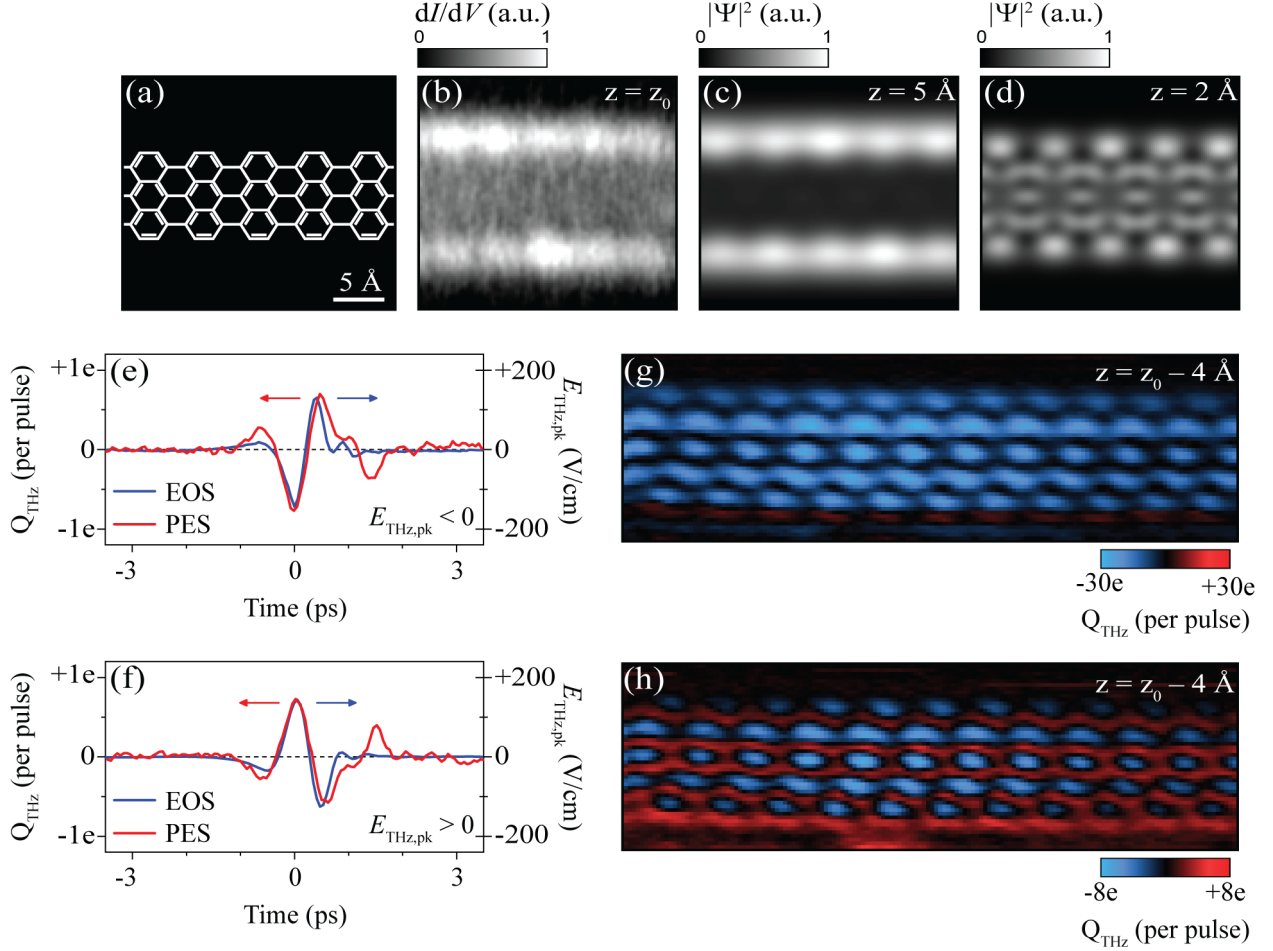 dI/dV (a.u.)
0 1
|Ψ|² (a.u.)
0 1
|Ψ|² (a.u.)
0 1
(a)
5 Å
(b) z = z₀
(c) z = 5 Å
(d) z = 2 Å
(e)
Q_THz (per pulse)
+1e
0
-1e
E_THz,pk (V/cm)
+200
0
-200
EOS
PES
E_THz,pk < 0
-3 0 3
Time (ps)
(g) z = z₀ – 4 Å
-30e +30e
Q_THz (per pulse)
(f)
Q_THz (per pulse)
+1e
0
-1e
E_THz,pk (V/cm)
+200
0
-200
EOS
PES
E_THz,pk > 0
-3 0 3
Time (ps)
(h) z = z₀ – 4 Å
-8e +8e
Q_THz (per pulse)